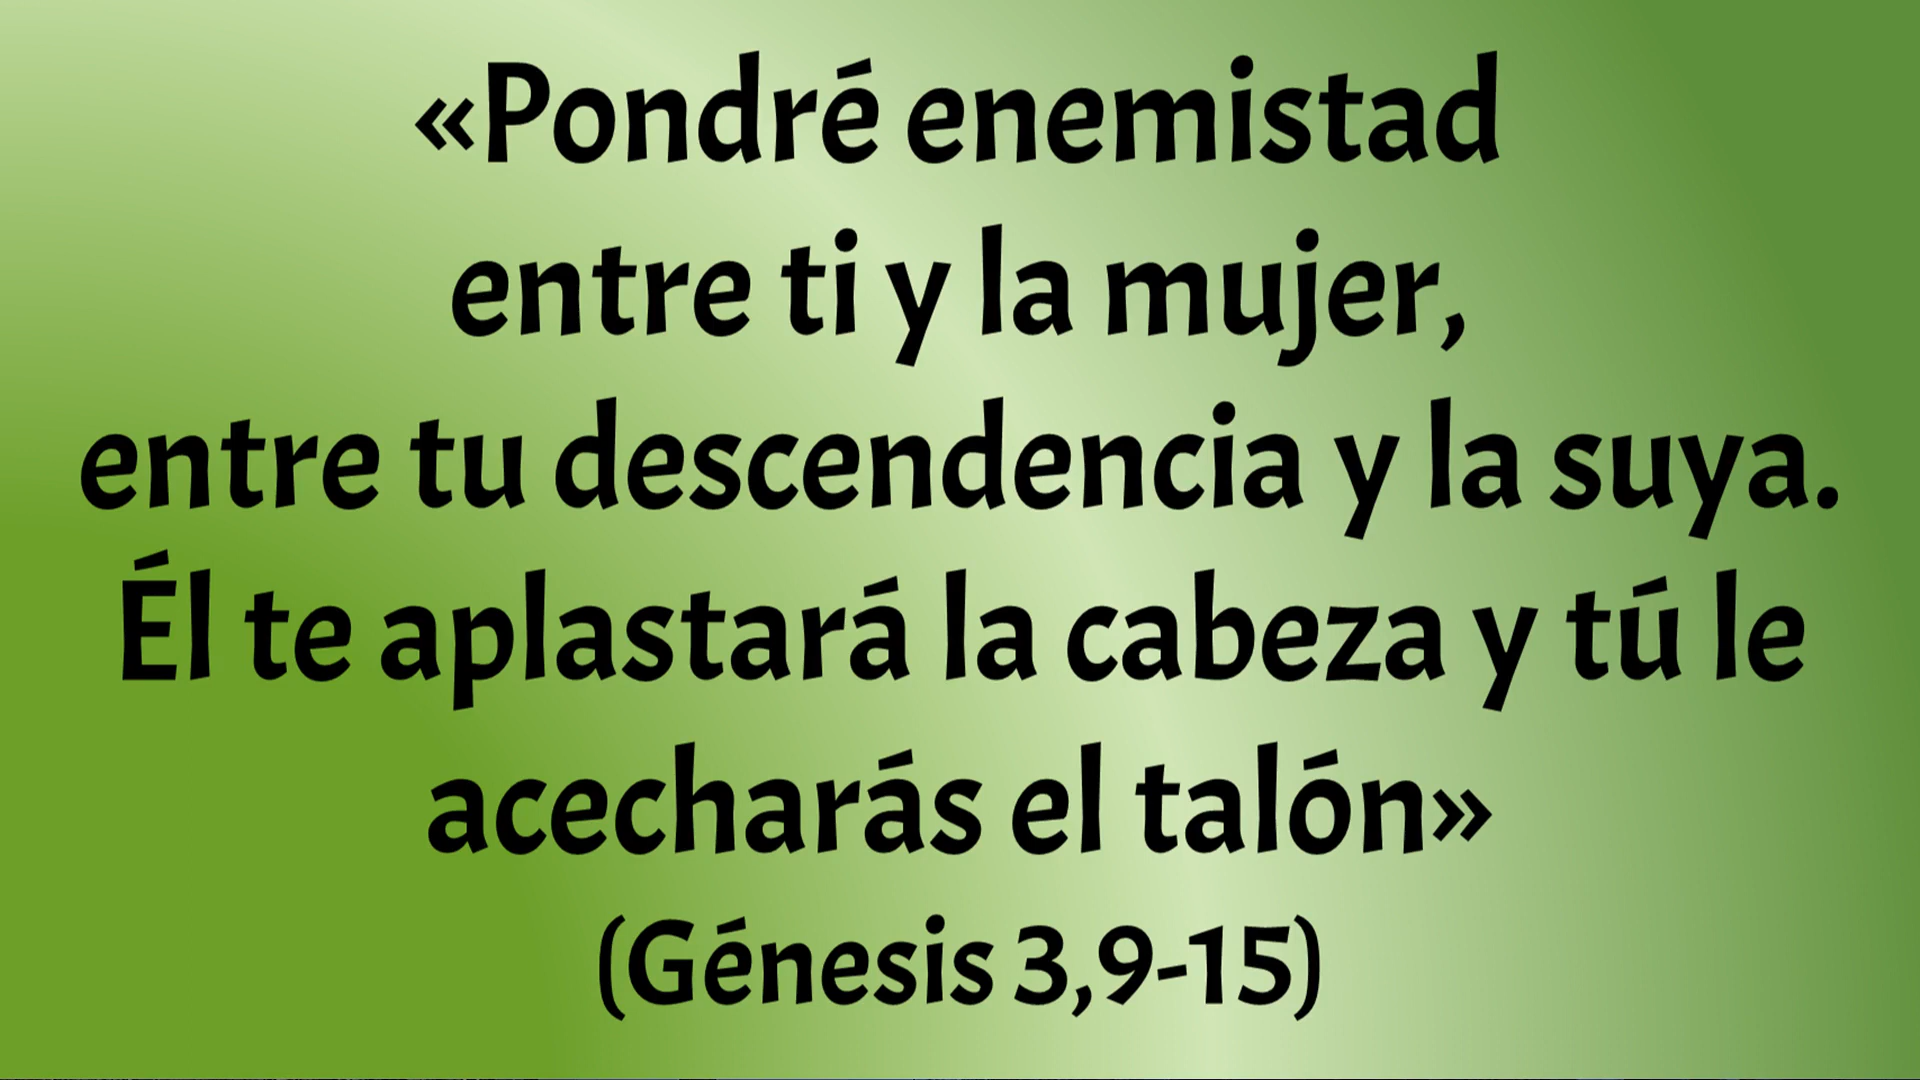 «Pondré enemistad
entre ti y la mujer,
entre tu descendencia y la suya.
Él te aplastará la cabeza y tú le
acecharás el talón»
(Génesis 3,9-15)